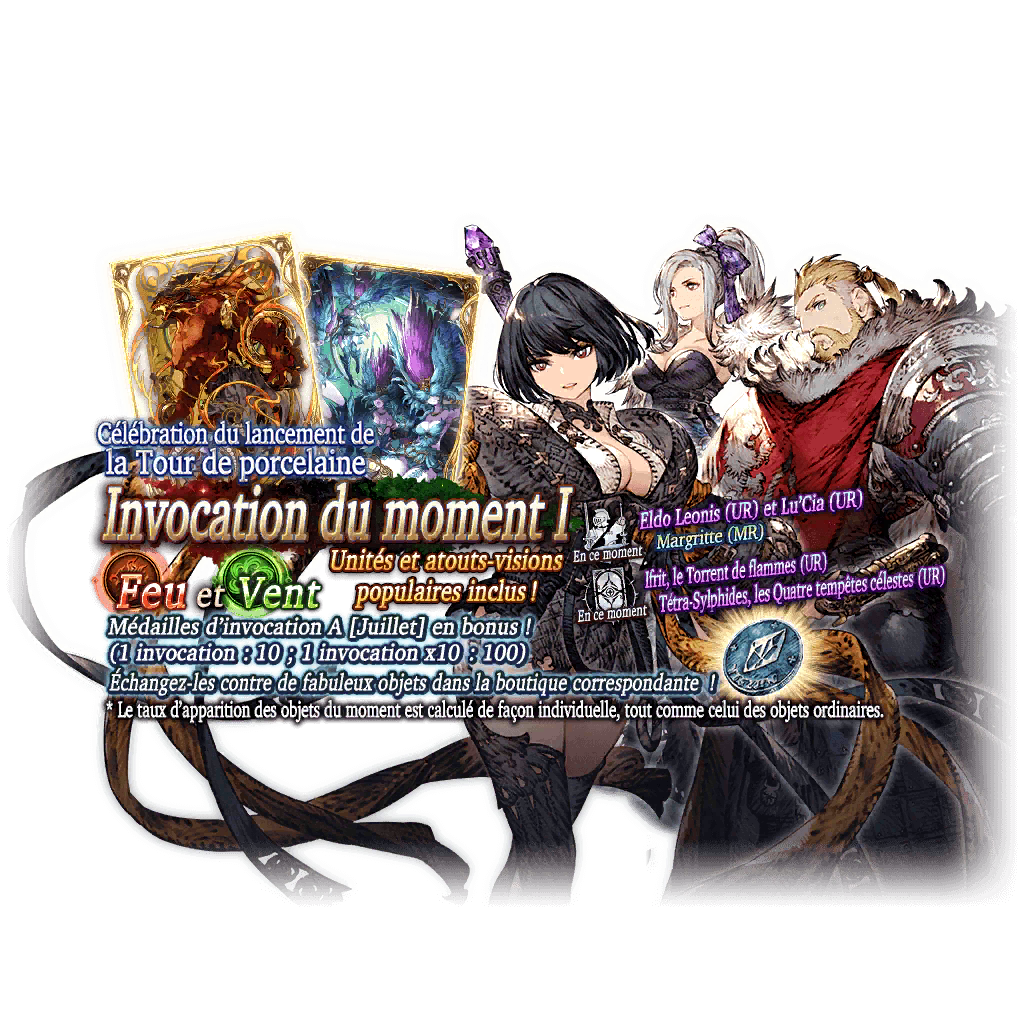 Célébration du lancement de
la Tour de porcelaine
Invocation du moment I
Unités et atouts-visions
populaires inclus !
Feu et Vent
En ce moment
Eldo Leonis (UR) et Lu'Cia (UR)
Margritte (MR)
En ce moment
Ifrit, le Torrent de flammes (UR)
Tétra-Sylphides, les Quatre tempêtes célestes (UR)
Médailles d'invocation A [Juillet] en bonus !
(1 invocation : 10 ; 1 invocation x10 : 100)
Échangez-les contre de fabuleux objets dans la boutique correspondante !
* Le taux d'apparition des objets du moment est calculé de façon individuelle, tout comme celui des objets ordinaires.